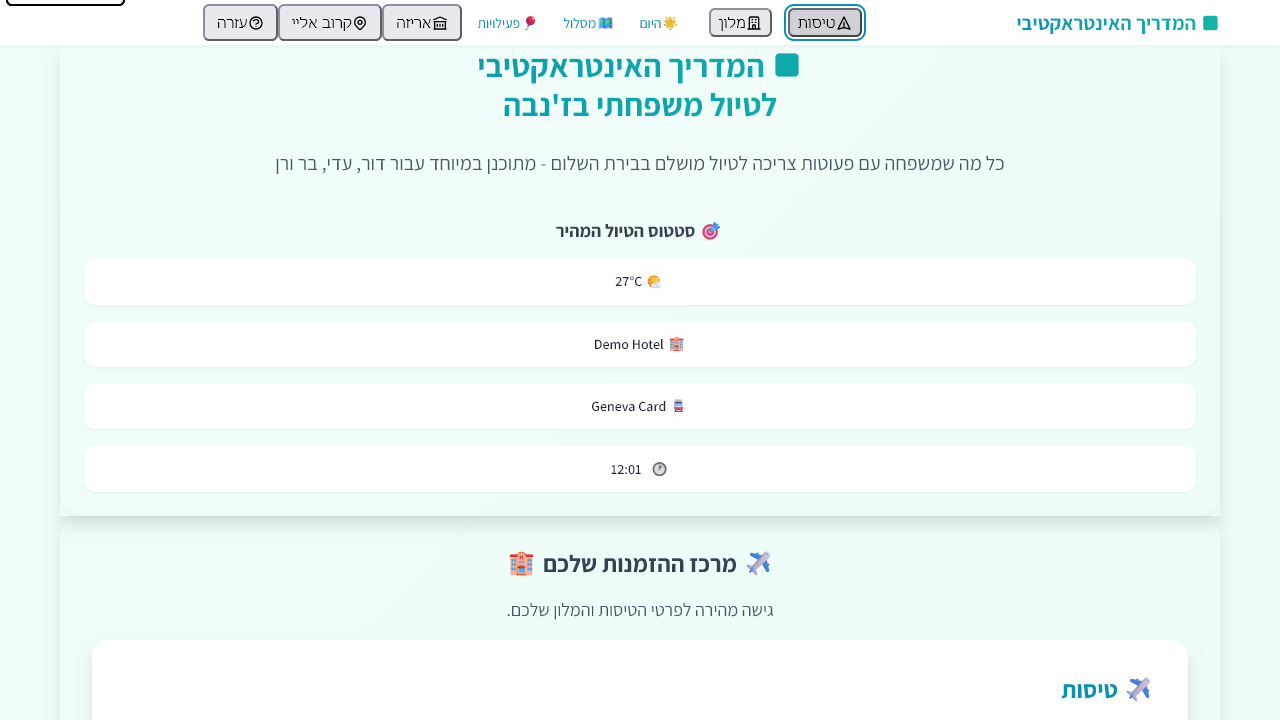 המדריך האינטראקטיבי
טיסות
מלון
היום
מסלול
פעילויות
אריזה
קרוב אליי
עזרה
המדריך האינטראקטיבי
לטיול משפחתי בז'נבה
כל מה שמשפחה עם פעוטות צריכה לטיול מושלם בבירת השלום - מתוכנן במיוחד עבור דור, עדי, בר ורן
סטטוס הטיול המהיר
27°C
Demo Hotel
Geneva Card
12:01
מרכז ההזמנות שלכם
גישה מהירה לפרטי הטיסות והמלון שלכם.
טיסות